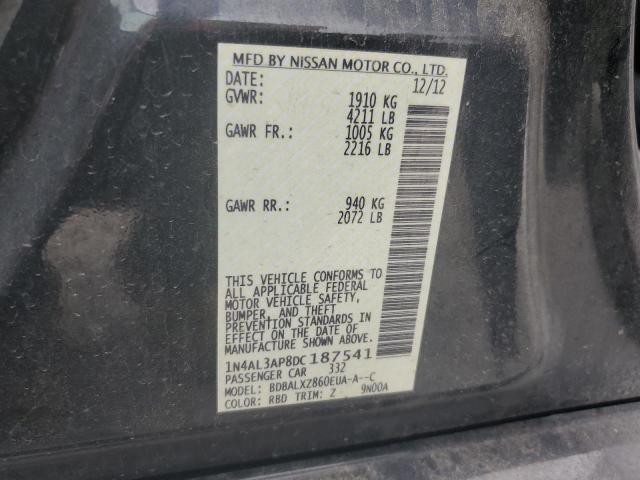 MFD BY NISSAN MOTOR CO., LTD.
DATE: 12/12
GVWR: 1910 KG
4211 LB
GAWR FR.: 1005 KG
2216 LB
GAWR RR.: 940 KG
2072 LB
THIS VEHICLE CONFORMS TO
ALL APPLICABLE FEDERAL
MOTOR VEHICLE SAFETY,
BUMPER, AND THEFT
PREVENTION STANDARDS IN
EFFECT ON THE DATE OF
MANUFACTURE SHOWN ABOVE.
1N4AL3AP8DC187541
PASSENGER CAR 332
MODEL: BDBALXZ860EUA-A--C
COLOR: RBD TRIM: Z 9N00A